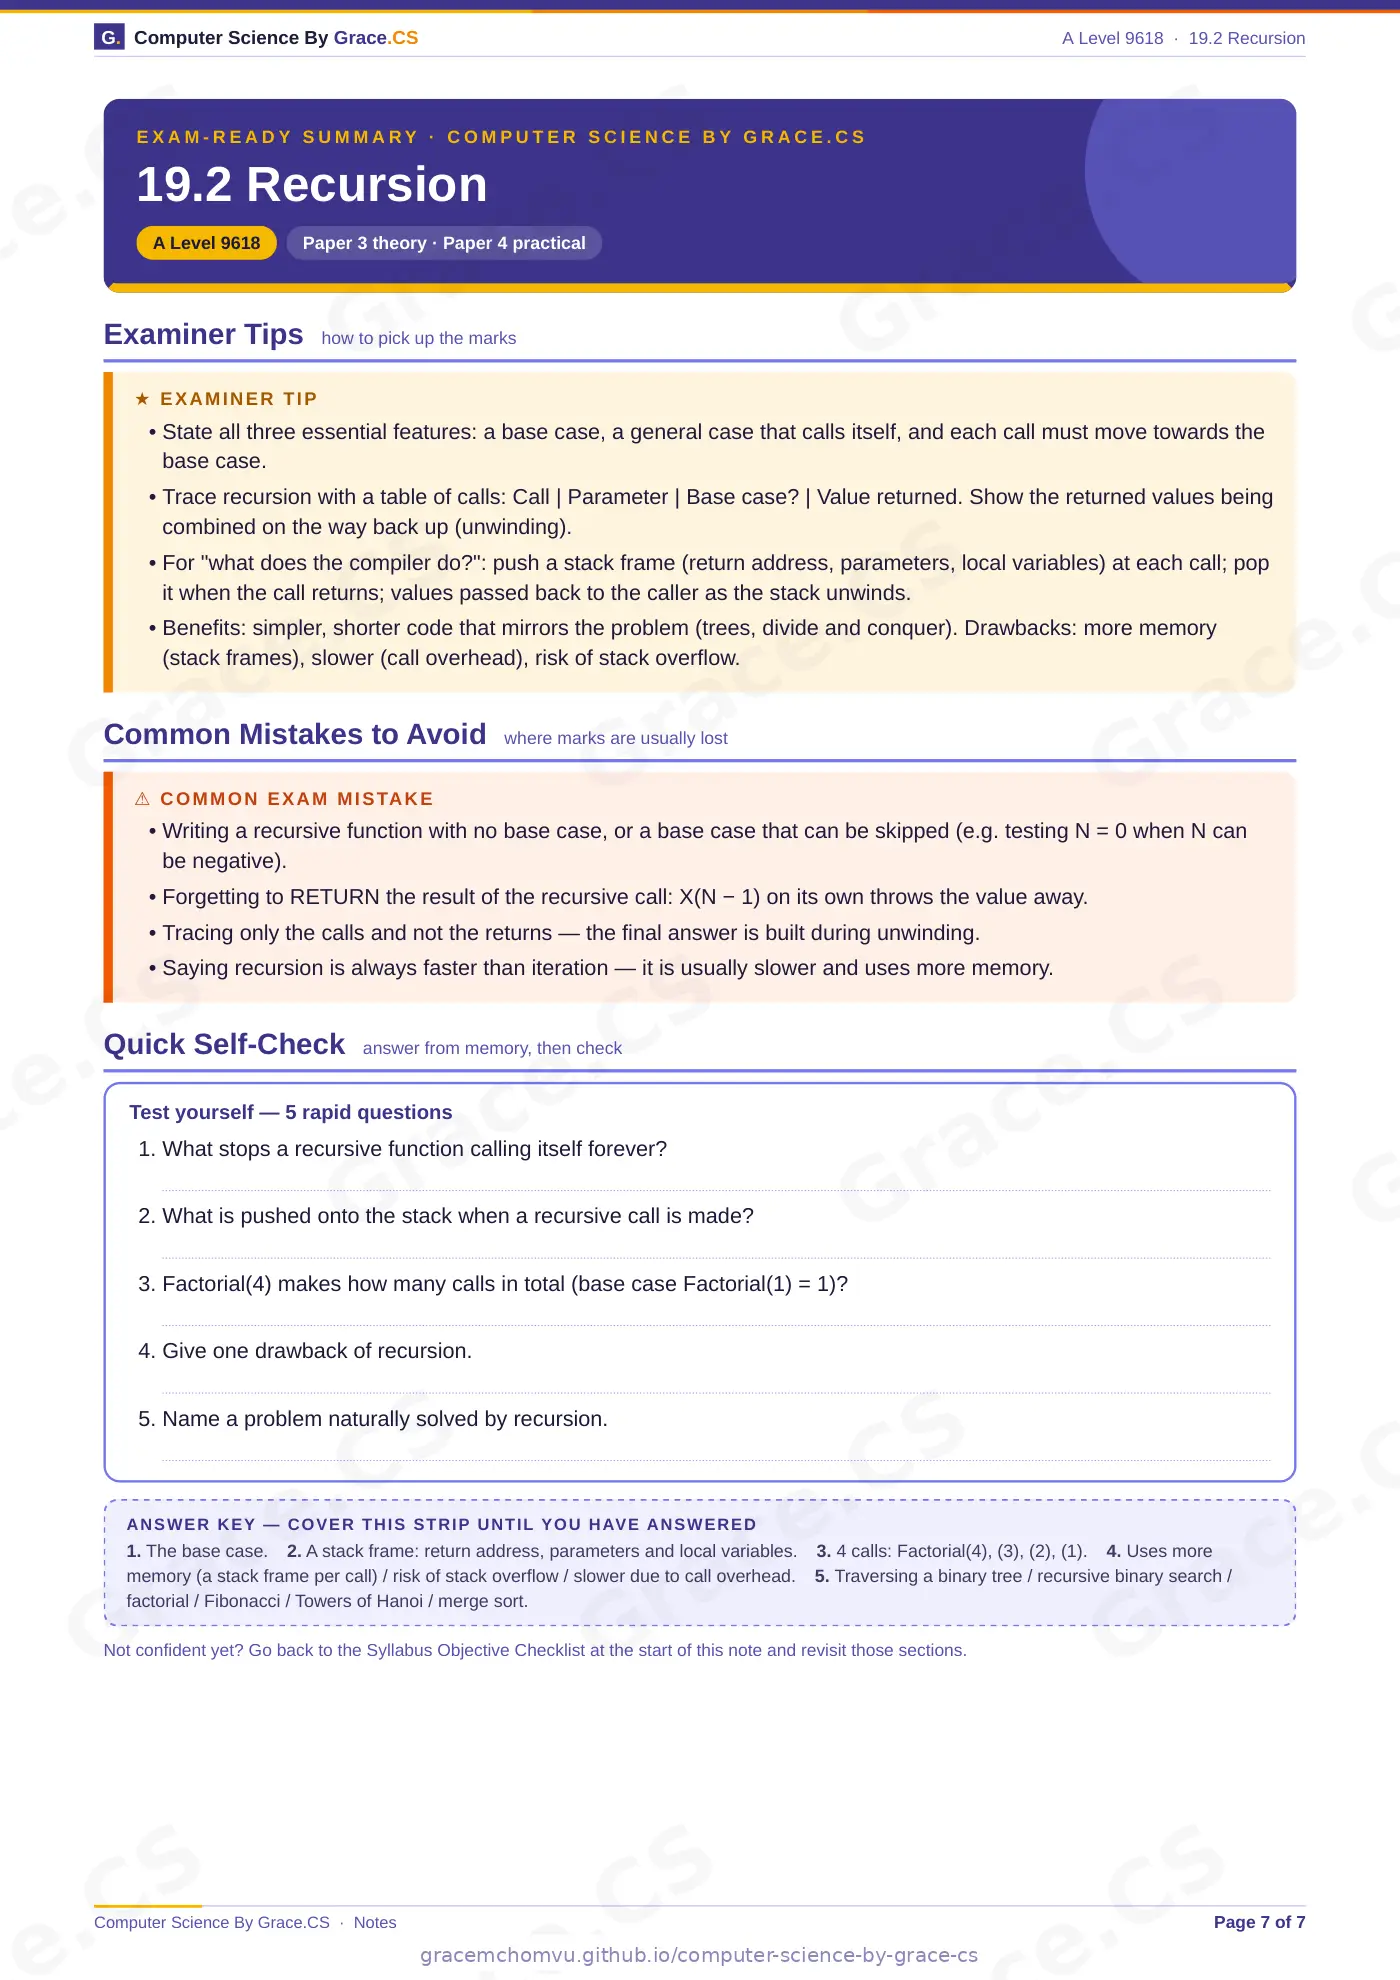 G. Computer Science By Grace.CS
A Level 9618 · 19.2 Recursion
EXAM-READY SUMMARY · COMPUTER SCIENCE BY GRACE.CS
19.2 Recursion
A Level 9618
Paper 3 theory · Paper 4 practical
Examiner Tips how to pick up the marks
★ EXAMINER TIP
• State all three essential features: a base case, a general case that calls itself, and each call must move towards the
base case.
• Trace recursion with a table of calls: Call | Parameter | Base case? | Value returned. Show the returned values being
combined on the way back up (unwinding).
• For "what does the compiler do?": push a stack frame (return address, parameters, local variables) at each call; pop
it when the call returns; values passed back to the caller as the stack unwinds.
• Benefits: simpler, shorter code that mirrors the problem (trees, divide and conquer). Drawbacks: more memory
(stack frames), slower (call overhead), risk of stack overflow.
Common Mistakes to Avoid where marks are usually lost
⚠ COMMON EXAM MISTAKE
• Writing a recursive function with no base case, or a base case that can be skipped (e.g. testing N = 0 when N can
be negative).
• Forgetting to RETURN the result of the recursive call: X(N − 1) on its own throws the value away.
• Tracing only the calls and not the returns — the final answer is built during unwinding.
• Saying recursion is always faster than iteration — it is usually slower and uses more memory.
Quick Self-Check answer from memory, then check
Test yourself — 5 rapid questions
1. What stops a recursive function calling itself forever?
2. What is pushed onto the stack when a recursive call is made?
3. Factorial(4) makes how many calls in total (base case Factorial(1) = 1)?
4. Give one drawback of recursion.
5. Name a problem naturally solved by recursion.
ANSWER KEY — COVER THIS STRIP UNTIL YOU HAVE ANSWERED
1. The base case. 2. A stack frame: return address, parameters and local variables. 3. 4 calls: Factorial(4), (3), (2), (1). 4. Uses more
memory (a stack frame per call) / risk of stack overflow / slower due to call overhead. 5. Traversing a binary tree / recursive binary search /
factorial / Fibonacci / Towers of Hanoi / merge sort.
Not confident yet? Go back to the Syllabus Objective Checklist at the start of this note and revisit those sections.
Computer Science By Grace.CS · Notes
Page 7 of 7
gracemchomvu.github.io/computer-science-by-grace-cs